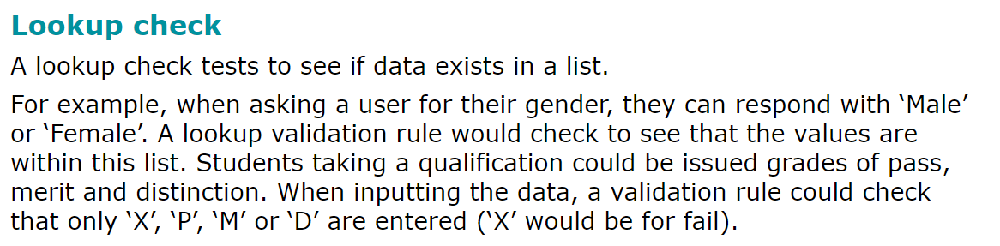 Lookup check
A lookup check tests to see if data exists in a list.
For example, when asking a user for their gender, they can respond with ‘Male’
or ‘Female’. A lookup validation rule would check to see that the values are
within this list. Students taking a qualification could be issued grades of pass,
merit and distinction. When inputting the data, a validation rule could check
that only ‘X’, ‘P’, ‘M’ or ‘D’ are entered (‘X’ would be for fail).